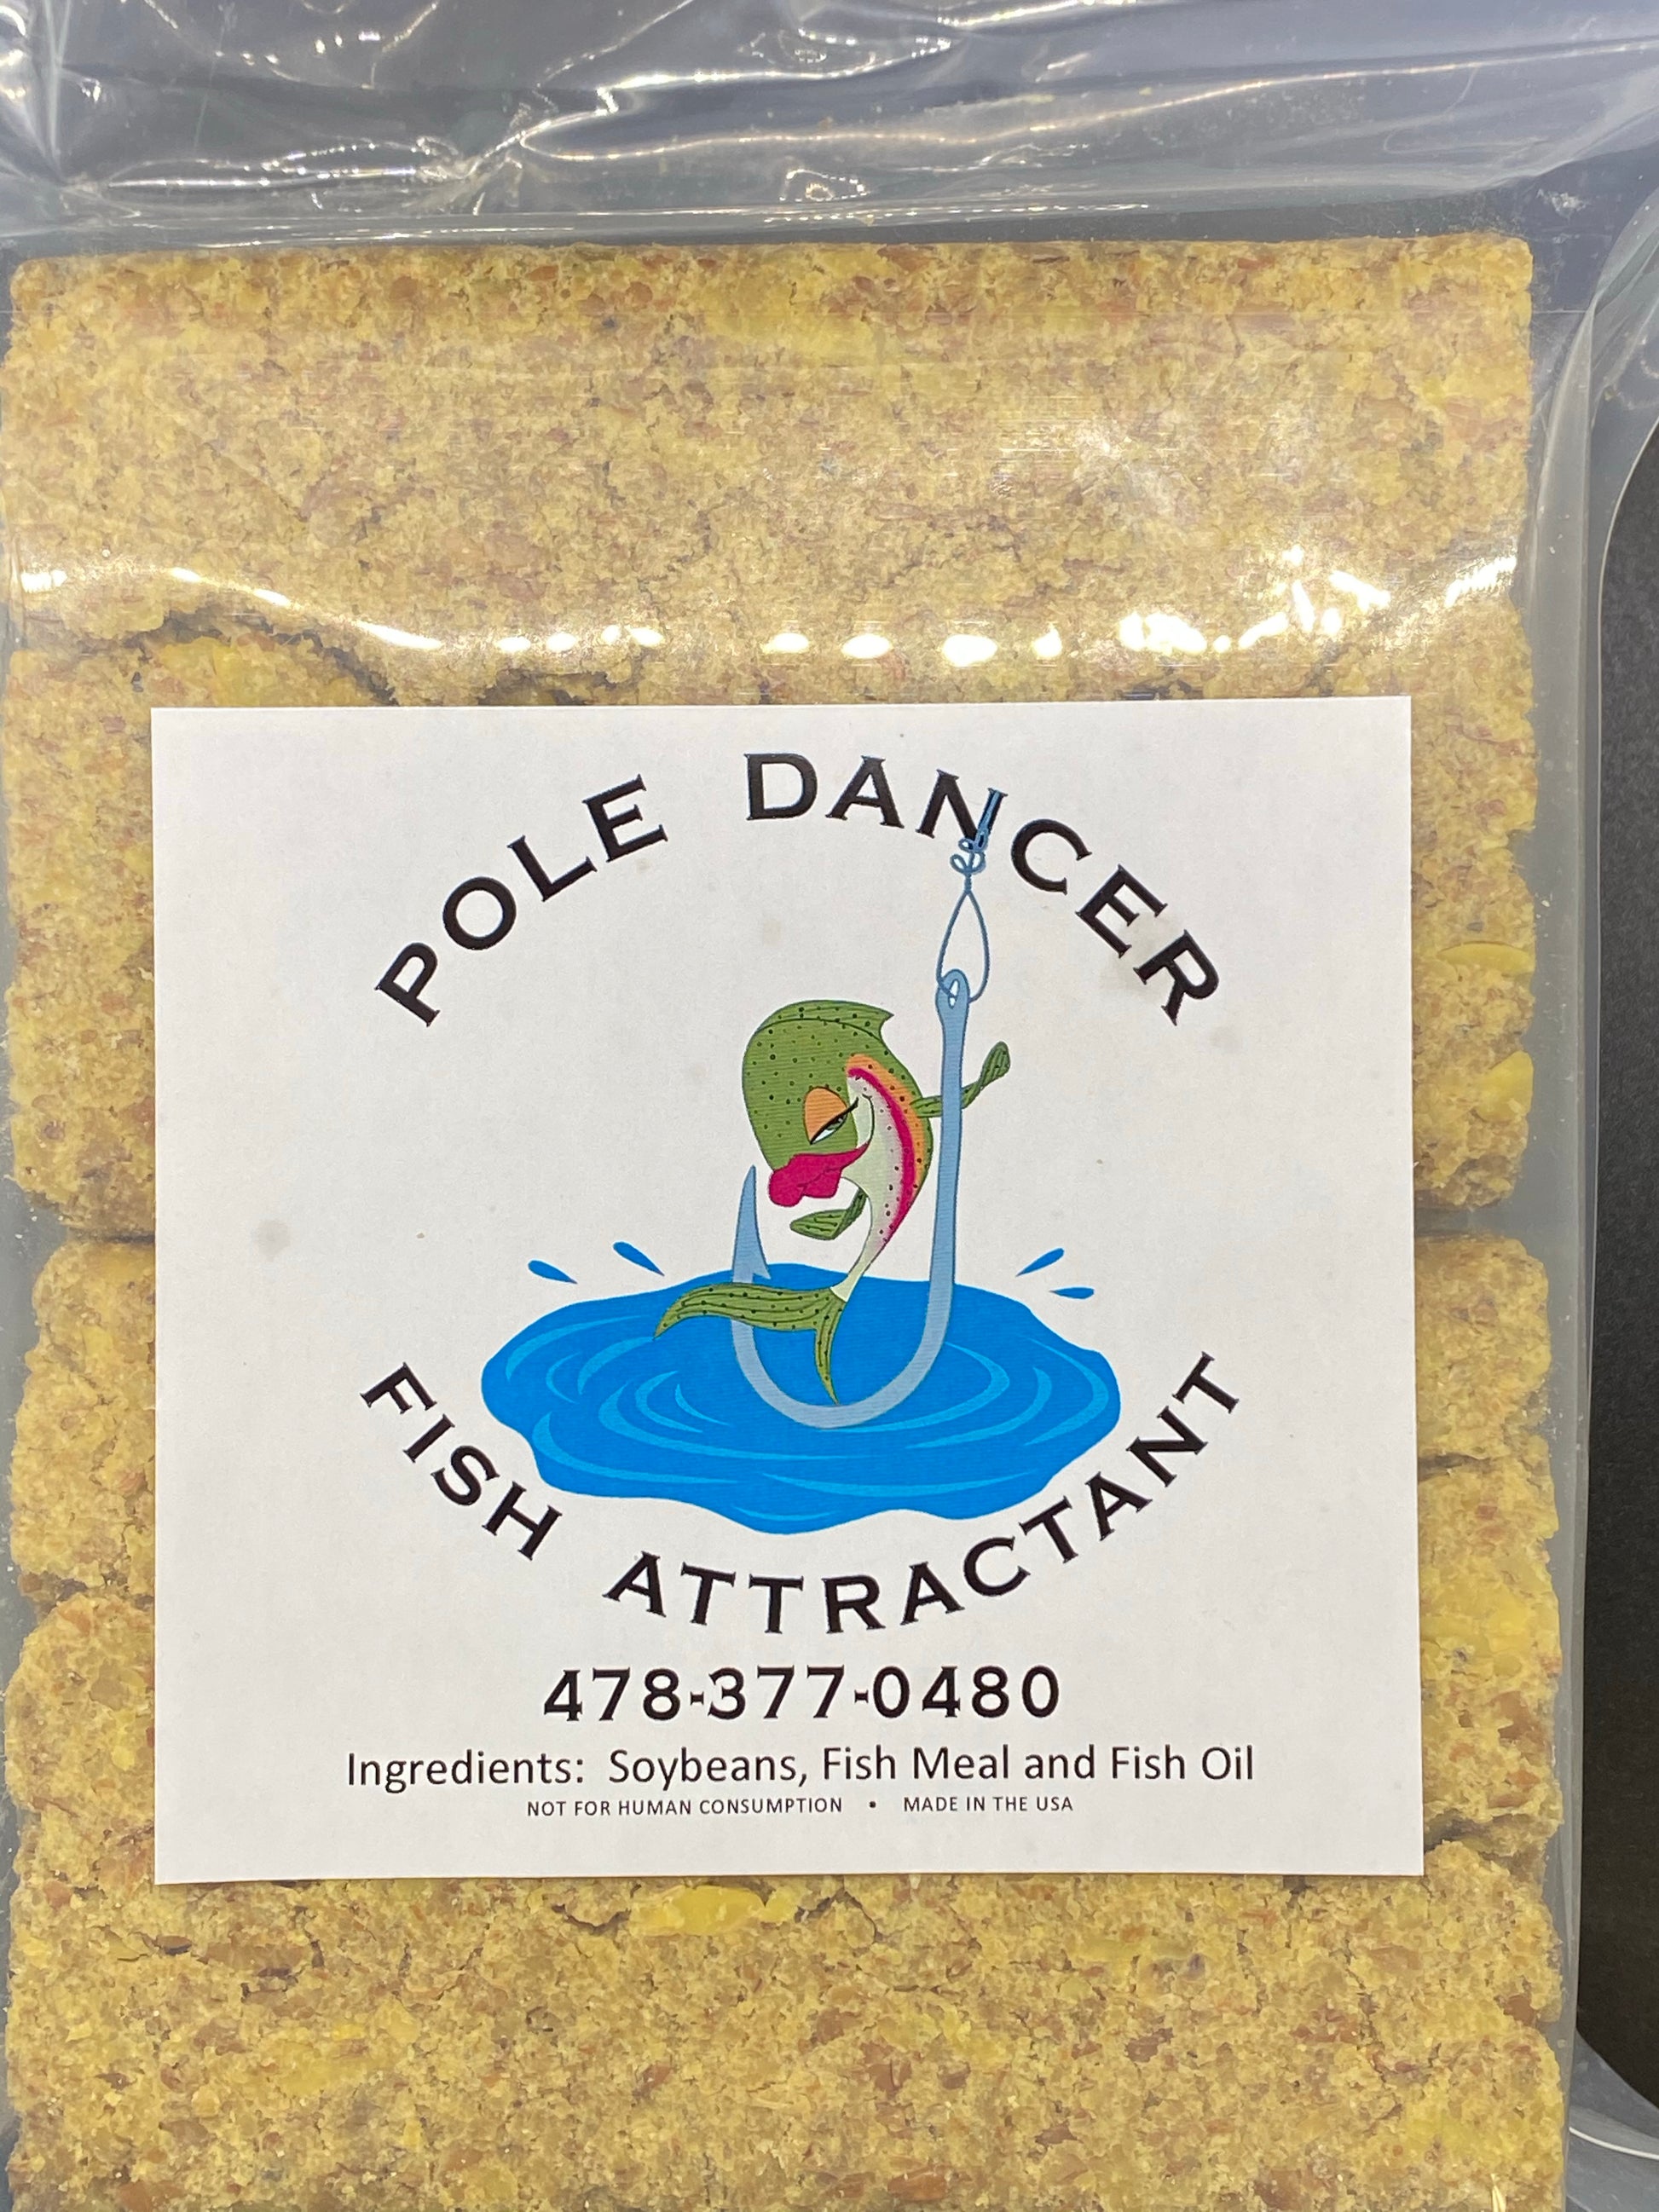 POLE DANCER
FISH ATTRACTANT
478-377-0480
Ingredients: Soybeans, Fish Meal and Fish Oil
NOT FOR HUMAN CONSUMPTION • MADE IN THE USA